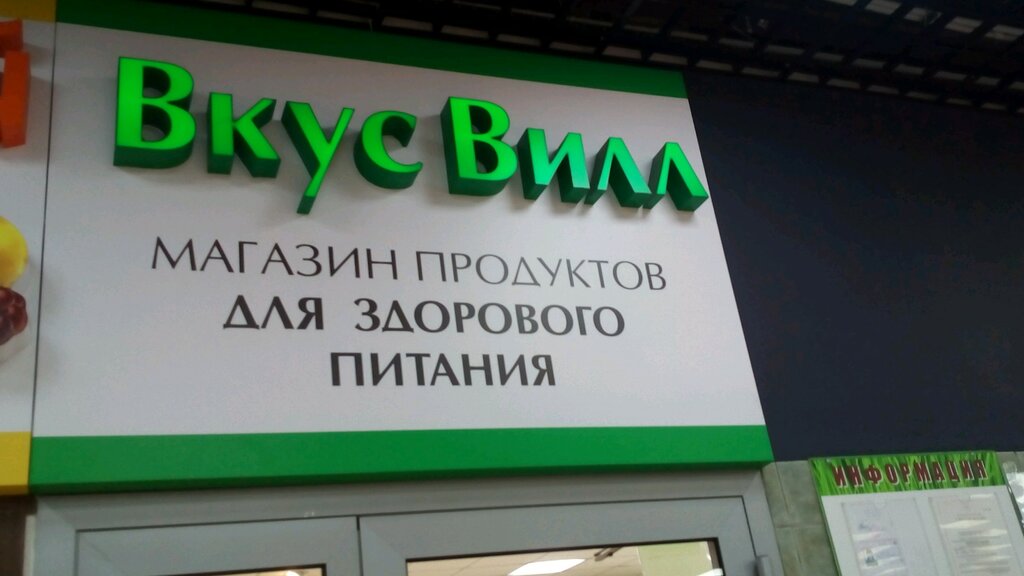 ВкусВилл
МАГАЗИН ПРОДУКТОВ
ДЛЯ ЗДОРОВОГО
ПИТАНИЯ
ИНФОРМАЦИЯ